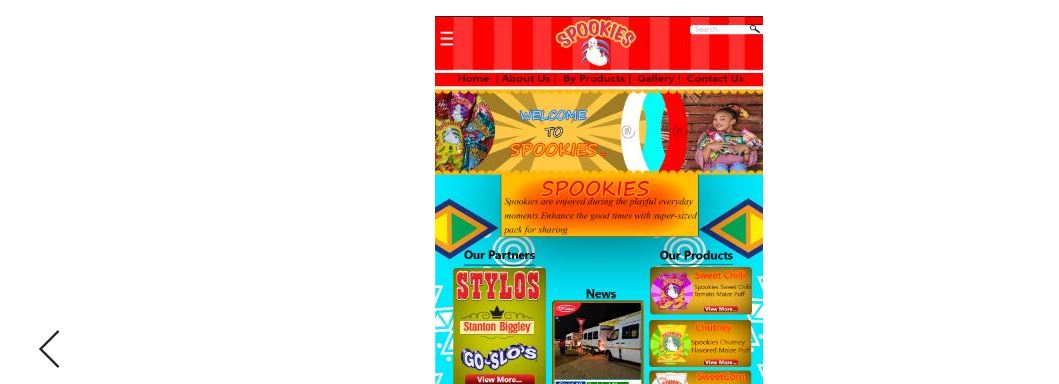 SPOOKIES
Search..
Home | About Us | By Products | Gallery | Contact Us
WELCOME
TO
SPOOKIES..
SPOOKIES
Spookies are enjoyed during the playful everyday
moments.Enhance the good times with super-sized
pack for sharing
Our Partners
STYLOS
Stanton Biggley
GO-SLO'S
View More...
News
Our Products
Sweet Chilli
Spookies Sweet Chilli
Tomato Maize Puff
View More...
Chutney
Spookies Chutney
Flavored Maize Puff
View More...
SweetCorn